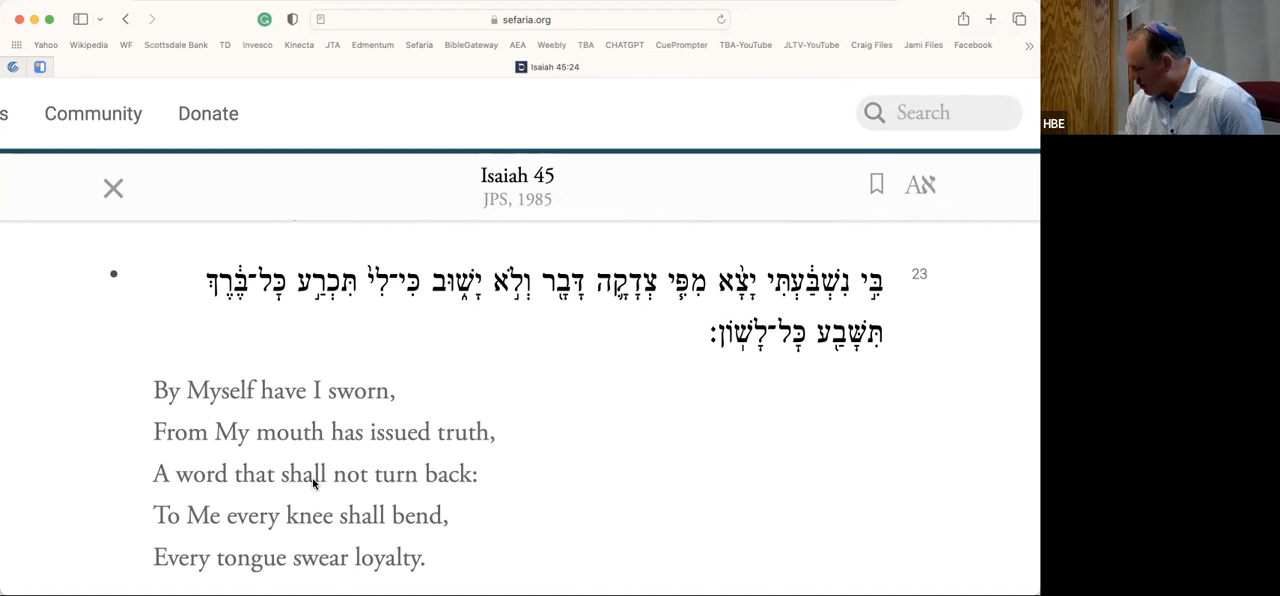 sefaria.org
Yahoo Wikipedia WF Scottsdale Bank TD Invesco Kinecta JTA Edmentum Sefaria BibleGateway AEA Weebly TBA CHATGPT CuePrompter TBA-YouTube JLTV-YouTube Craig Files Jami Files Facebook
Isaiah 45:24
s Community Donate Search
HBE
Isaiah 45
JPS, 1985
Aא
23
בִּ֣י נִשְׁבַּ֔עְתִּי יָצָ֨א מִפִּ֧י צְדָקָ֛ה דָּבָ֖ר וְלֹ֣א יָשׁ֑וּב כִּי־לִי֙ תִּכְרַ֣ע כׇּל־בֶּ֔רֶךְ
תִּשָּׁבַ֖ע כׇּל־לָשֽׁוֹן׃
By Myself have I sworn,
From My mouth has issued truth,
A word that shall not turn back:
To Me every knee shall bend,
Every tongue swear loyalty.